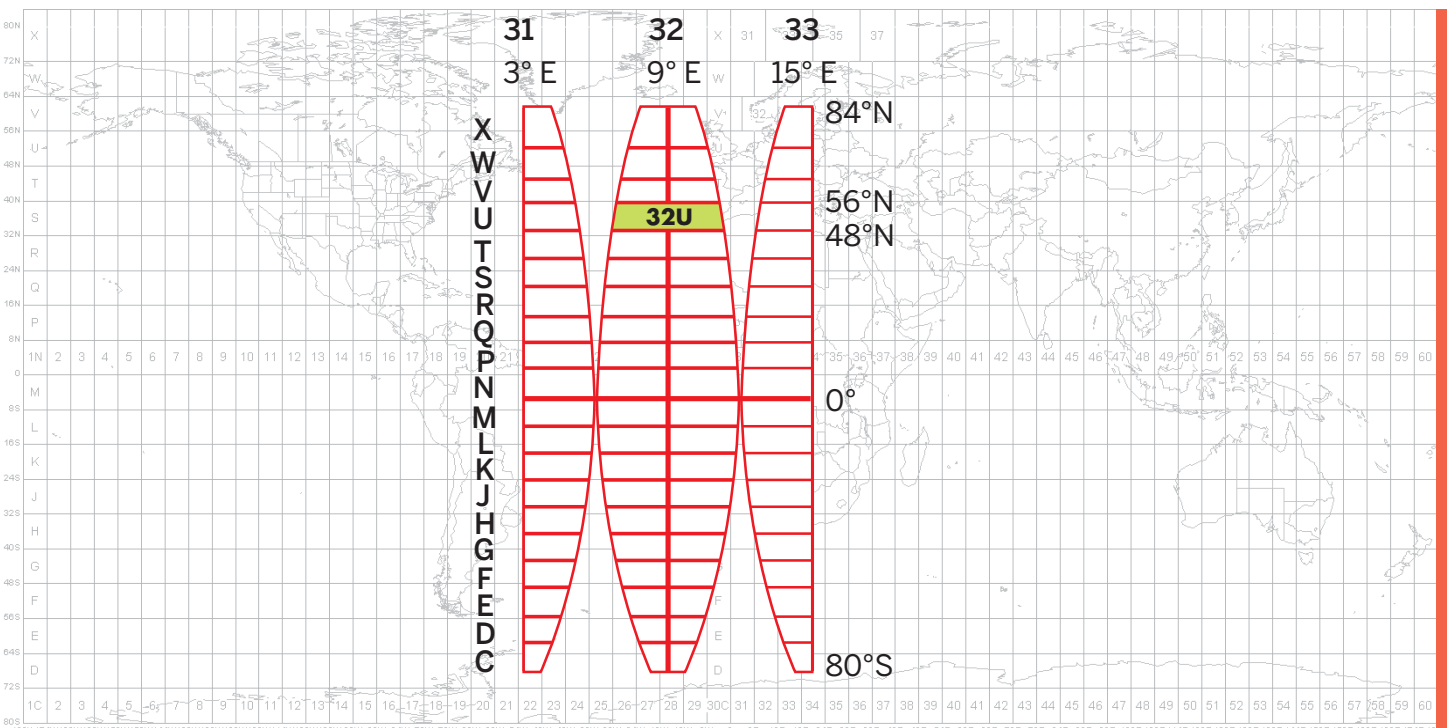 31 32 33
3° E 9° E 15° E
84°N
X
W
V
U
T
S
R
Q
P
N
M
L
K
J
H
G
F
E
D
C
32U
56°N
48°N
0°
80°S
80N
X X 31 35 37
72N
W W
64N
V V 32
56N
U
48N
T
40N
S
32N
R
24N
Q
16N
P
8N
1N 2 3 4 5 6 7 8 9 10 11 12 13 14 15 16 17 18 19 21 35 36 37 38 39 40 41 42 43 44 45 46 47 48 49 50 51 52 53 54 55 56 57 58 59 60
0
M
8S
L
16S
K
24S
J
32S
H
40S
G
48S
F F
56S
E E
64S
D D
72S
1C 2 3 4 5 6 7 8 9 10 11 12 13 14 15 16 17 18 19 20 21 22 23 24 25 26 27 28 29 30C 31 32 33 34 35 36 37 38 39 40 41 42 43 44 45 46 47 48 49 50 51 52 53 54 55 56 57 58 59 60
80S